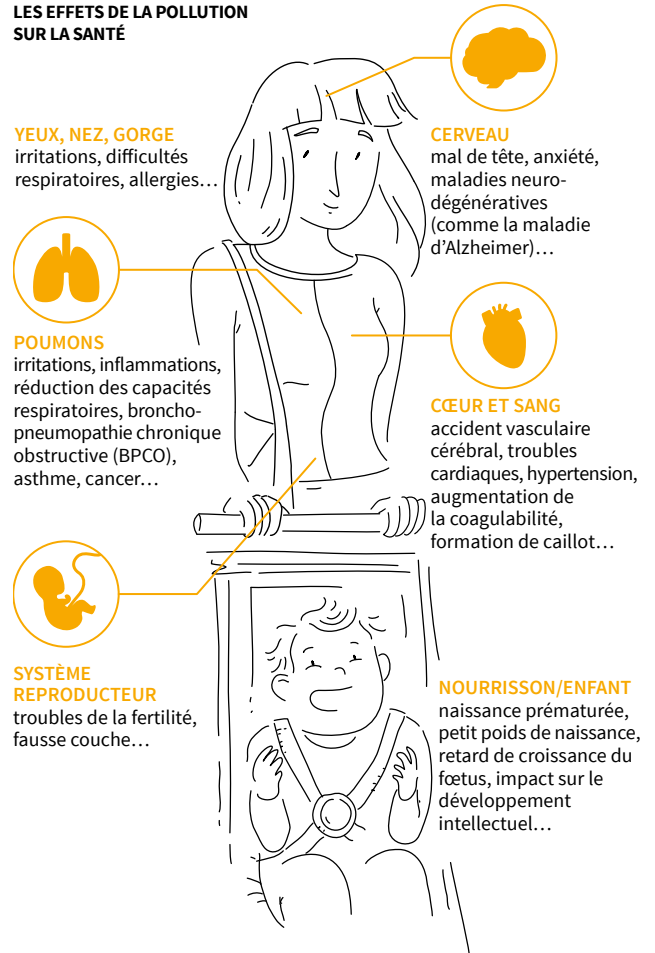 LES EFFETS DE LA POLLUTION
SUR LA SANTÉ
YEUX, NEZ, GORGE
irritations, difficultés
respiratoires, allergies…
CERVEAU
mal de tête, anxiété,
maladies neuro-
dégénératives
(comme la maladie
d’Alzheimer)…
POUMONS
irritations, inflammations,
réduction des capacités
respiratoires, broncho-
pneumopathie chronique
obstructive (BPCO),
asthme, cancer…
CŒUR ET SANG
accident vasculaire
cérébral, troubles
cardiaques, hypertension,
augmentation de
la coagulabilité,
formation de caillot…
SYSTÈME
REPRODUCTEUR
troubles de la fertilité,
fausse couche…
NOURRISSON/ENFANT
naissance prématurée,
petit poids de naissance,
retard de croissance du
fœtus, impact sur le
développement
intellectuel…